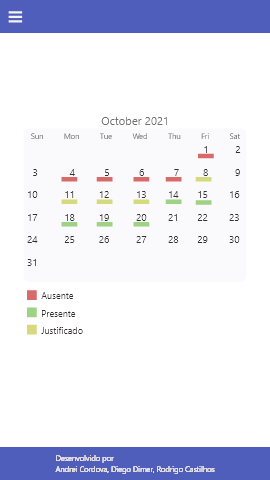 October 2021
Sun Mon Tue Wed Thu Fri Sat
1 2
3 4 5 6 7 8 9
10 11 12 13 14 15 16
17 18 19 20 21 22 23
24 25 26 27 28 29 30
31
Ausente
Presente
Justificado
Desenvolvido por
Andrei Cordova, Diego Dimer, Rodrigo Castilhos